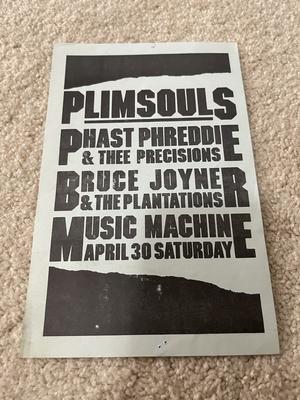 PLIMSOULS
PHAST PHREDDIE
& THEE PRECISIONS
BRUCE JOYNER
& THE PLANTATIONS
MUSIC MACHINE
APRIL 30 SATURDAY